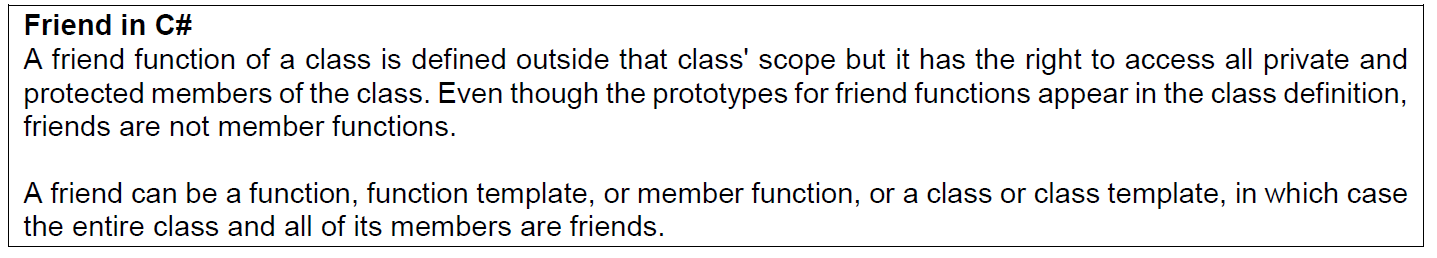 Friend in C#
A friend function of a class is defined outside that class' scope but it has the right to access all private and
protected members of the class. Even though the prototypes for friend functions appear in the class definition,
friends are not member functions.
A friend can be a function, function template, or member function, or a class or class template, in which case
the entire class and all of its members are friends.